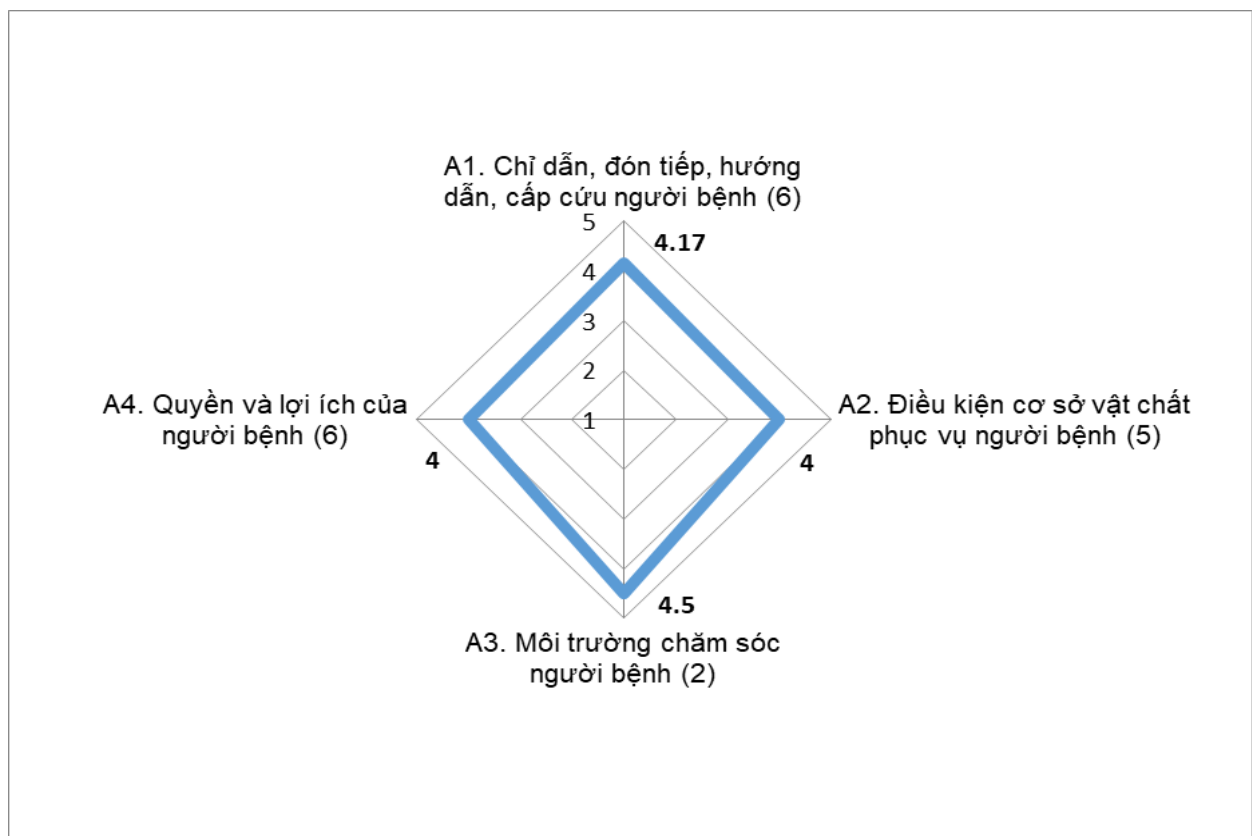 A1. Chỉ dẫn, đón tiếp, hướng
dẫn, cấp cứu người bệnh (6)
5
4.17
4
3
2
1
A4. Quyền và lợi ích của
người bệnh (6)
4
A2. Điều kiện cơ sở vật chất
phục vụ người bệnh (5)
4
4.5
A3. Môi trường chăm sóc
người bệnh (2)